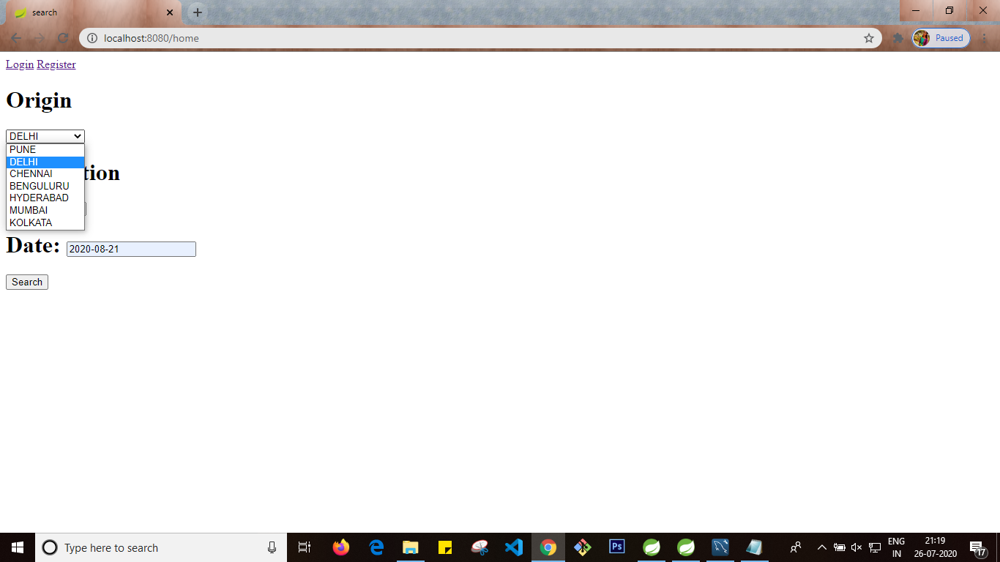 search
localhost:8080/home
Paused
Login Register
Origin
DELHI
PUNE
DELHI
CHENNAI
BENGULURU
HYDERABAD
MUMBAI
KOLKATA
tion
Date: 2020-08-21
Search
Type here to search
Ps
ENG
IN
21:19
26-07-2020
17